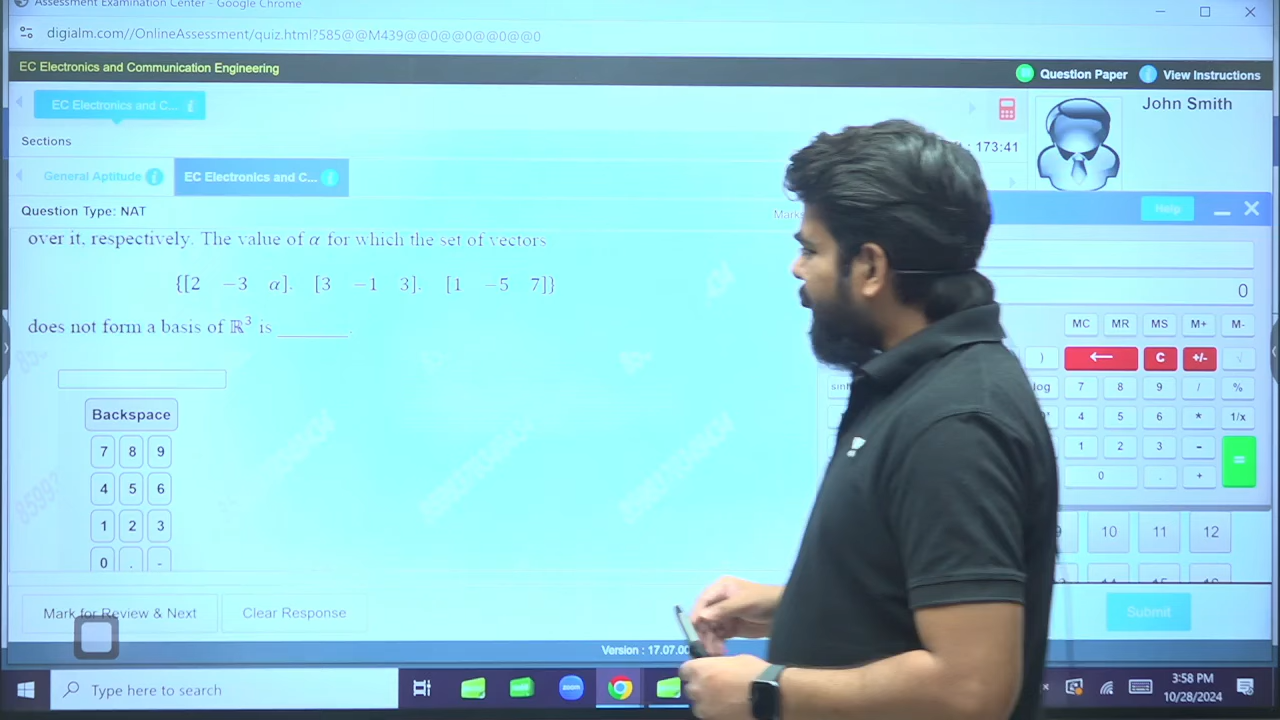 Assessment Examination Center - Google Chrome
digialm.com//OnlineAssessment/quiz.html?585@@M439@@0@@0@@0@@0
EC Electronics and Communication Engineering
Question Paper
View Instructions
EC Electronics and C... i
John Smith
Sections
: 173:41
General Aptitude i
EC Electronics and C... i
Question Type: NAT
Marks
Help
over it, respectively. The value of α for which the set of vectors
{[2 −3 α], [3 −1 3], [1 −5 7]}
does not form a basis of ℝ³ is ______.
0
MC MR MS M+ M-
) ← C +/- √
sinh log 7 8 9 / % 
4 5 6 * 1/x
1 2 3 - =
0 . +
Backspace
7 8 9
4 5 6
1 2 3
0 . -
9 10 11 12
Mark for Review & Next
Clear Response
Submit
Version : 17.07.00
Type here to search
zoom
3:58 PM
10/28/2024